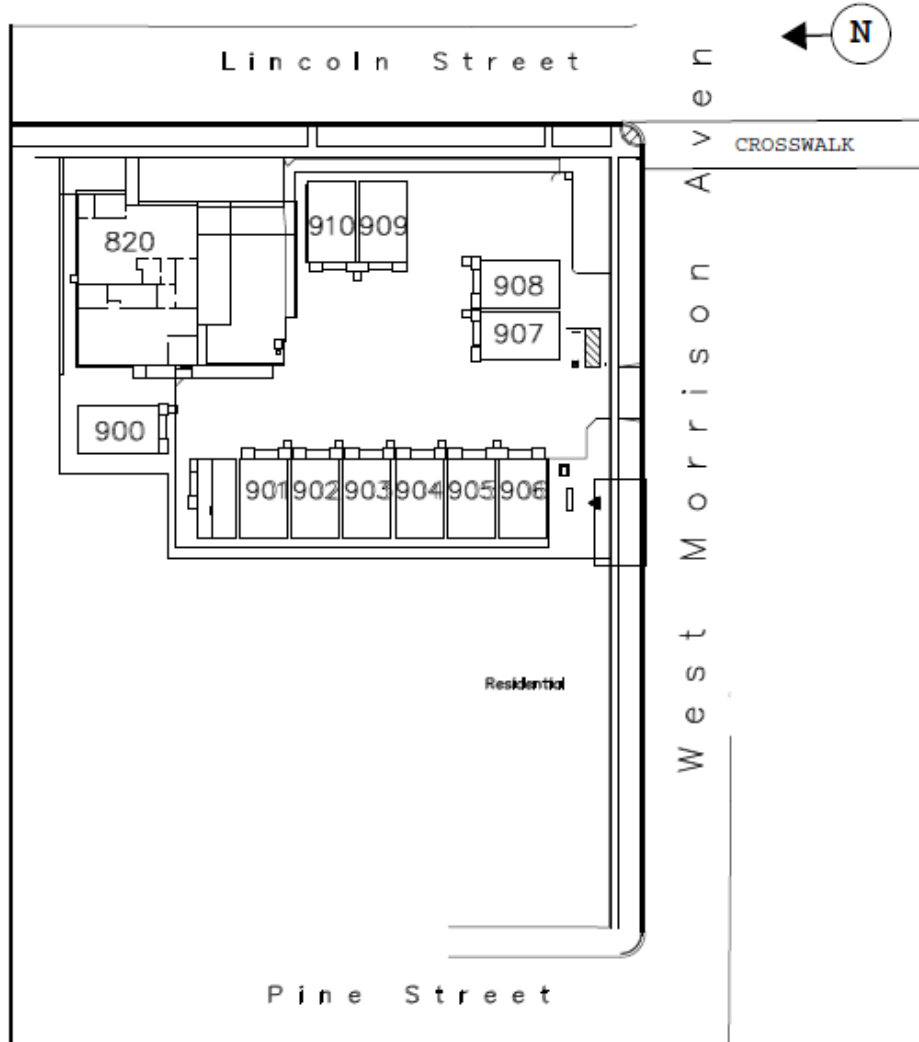 N
Lincoln Street
CROSSWALK
820
910 909
908
907
900
901 902 903 904 905 906
West Morrison Aven
Residential
Pine Street